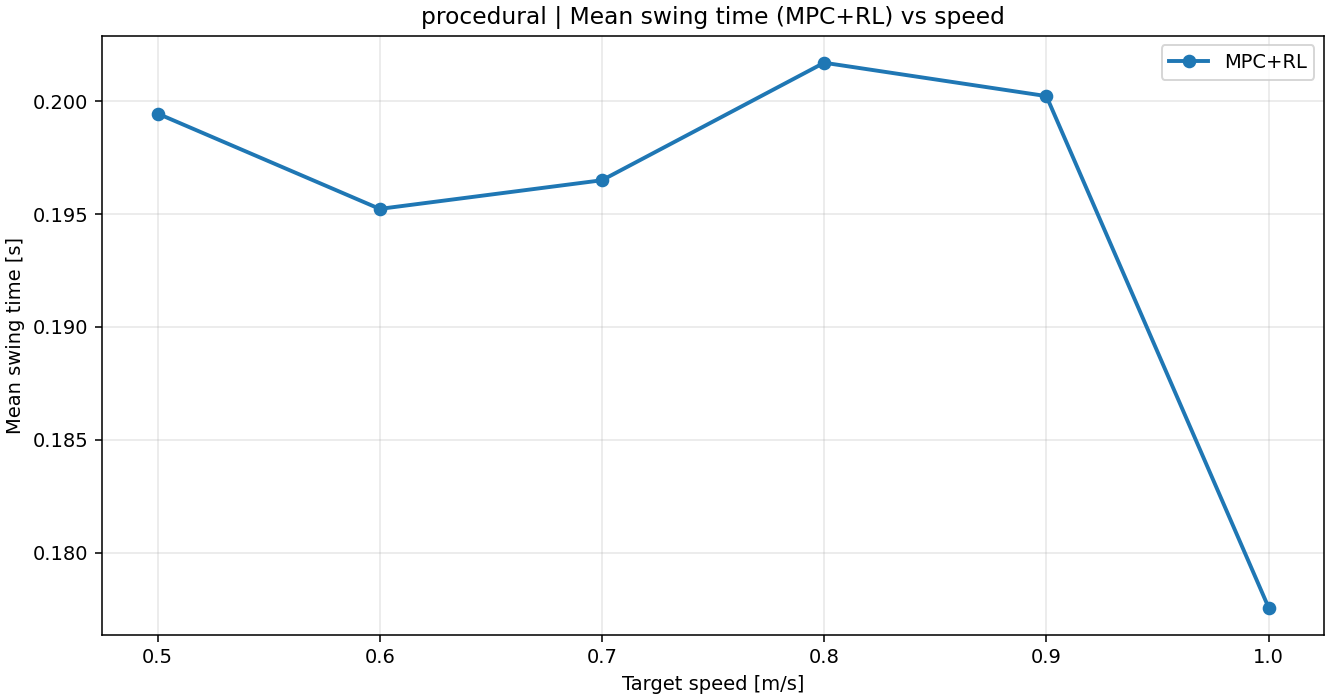 procedural | Mean swing time (MPC+RL) vs speed
MPC+RL
Mean swing time [s]
0.200
0.195
0.190
0.185
0.180
0.5 0.6 0.7 0.8 0.9 1.0
Target speed [m/s]